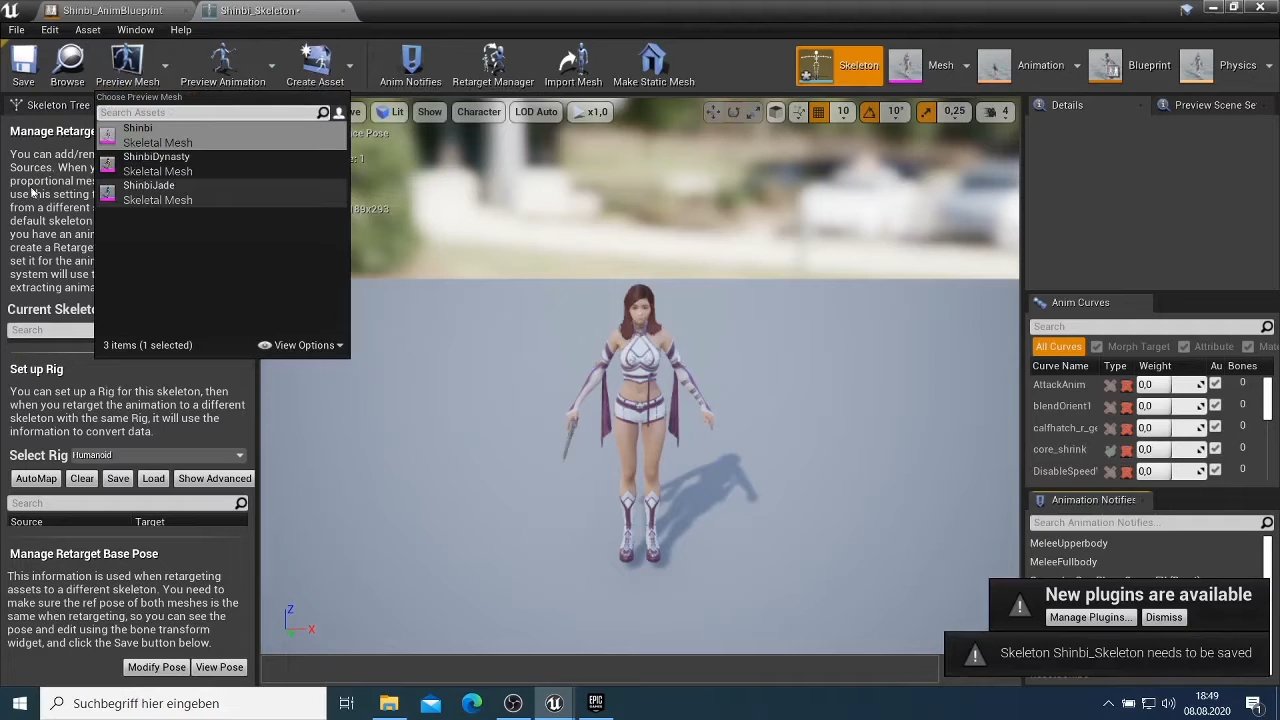 Shinbi_AnimBlueprint
Shinbi_Skeleton•
File Edit Asset Window Help
Save
Browse
Preview Mesh
Preview Animation
Create Asset
Anim Notifies
Retarget Manager
Import Mesh
Make Static Mesh
Skeleton
Mesh
Animation
Blueprint
Physics
Skeleton Tree
Choose Preview Mesh
Search Assets
Shinbi
Skeletal Mesh
ShinbiDynasty
Skeletal Mesh
ShinbiJade
Skeletal Mesh
3 items (1 selected)
View Options
Lit
Show
Character
LOD Auto
x1,0
10
10°
0,25
4
Manage Retarge
You can add/ren
Sources. When y
proportional mes
use this setting t
from a different s
default skeleton
you have an anir
create a Retarge
set it for the anir
system will use t
extracting anima
Current Skelet
Search
Set up Rig
You can set up a Rig for this skeleton, then
when you retarget the animation to a different
skeleton with the same Rig, it will use the
information to convert data.
Select Rig Humanoid
AutoMap Clear Save Load Show Advanced
Search
Source Target
Manage Retarget Base Pose
This information is used when retargeting
assets to a different skeleton. You need to
make sure the ref pose of both meshes is the
same when retargeting, so you can see the
pose and edit using the bone transform
widget, and click the Save button below.
Modify Pose View Pose
Z
X
Details
Preview Scene Se
Anim Curves
Search
All Curves Morph Target Attribute Mate
Curve Name Type Weight Au Bones
AttackAnim 0,0 0
blendOrient1 0,0 0
calfhatch_r_ge 0,0 0
core_shrink 0,0 0
DisableSpeed 0,0 0
Animation Notifies
Search Animation Notifies...
MeleeUpperbody
MeleeFullbody
New plugins are available
Manage Plugins... Dismiss
Skeleton Shinbi_Skeleton needs to be saved
Suchbegriff hier eingeben
EPIC GAMES
18:49
08.08.2020
1